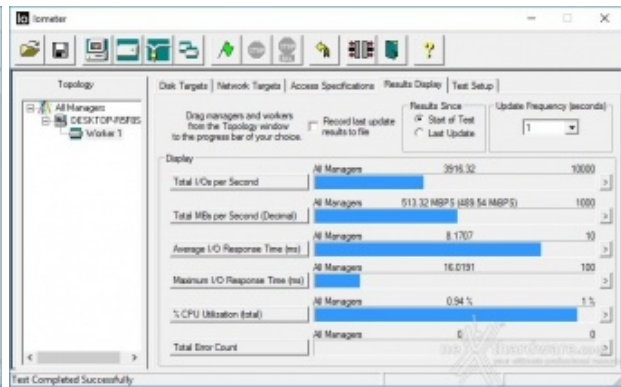 Iometer
Topology
All Managers
DESKTOP-R5F8S
Worker 1
Disk Targets
Network Targets
Access Specifications
Results Display
Test Setup
Drag managers and workers
from the Topology window
to the progress bar of your choice.
Record last update
results to file
Results Since
Start of Test
Last Update
Update Frequency (seconds)
1
Display
All Managers 3916.32 10000
Total I/Os per Second
All Managers 513.32 MBPS (489.54 MiBPS) 1000
Total MBs per Second (Decimal)
All Managers 8.1707 10
Average I/O Response Time (ms)
All Managers 16.0191 100
Maximum I/O Response Time (ms)
All Managers 0.94 % 1 %
% CPU Utilization (total)
All Managers 0 0
Total Error Count
Test Completed Successfully